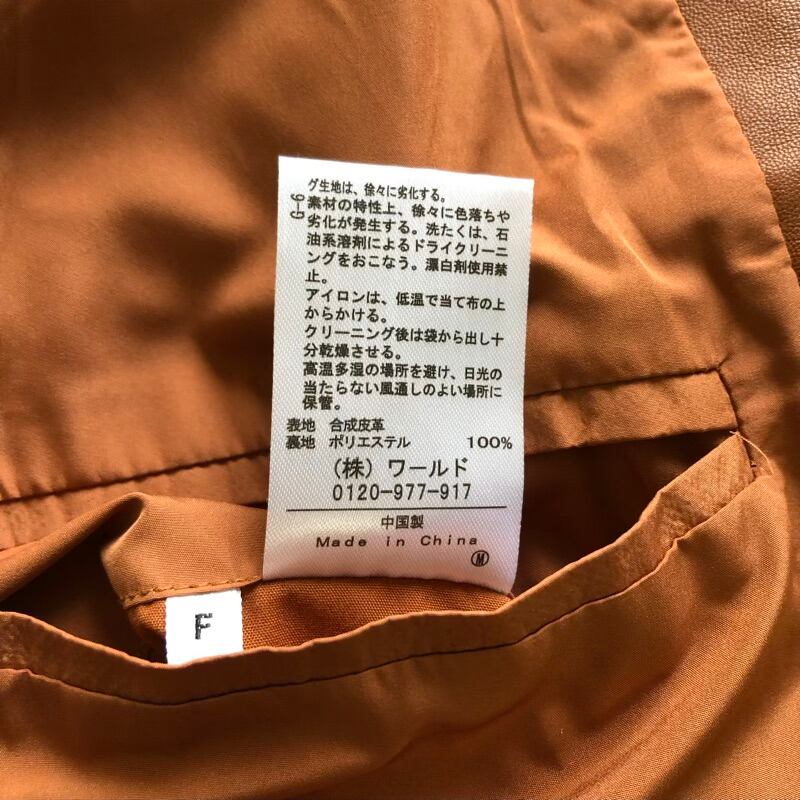 グ生地は、徐々に劣化する。
G-6
素材の特性上、徐々に色落ちや
劣化が発生する。洗たくは、石
油系溶剤によるドライクリーニ
ングをおこなう。漂白剤使用禁
止。
アイロンは、低温で当て布の上
からかける。
クリーニング後は袋から出し十
分乾燥させる。
高温多湿の場所を避け、日光の
当たらない風通しのよい場所に
保管。
表地 合成皮革
裏地 ポリエステル 100%
(株) ワールド
0120-977-917
中国製
Made in China
M
F